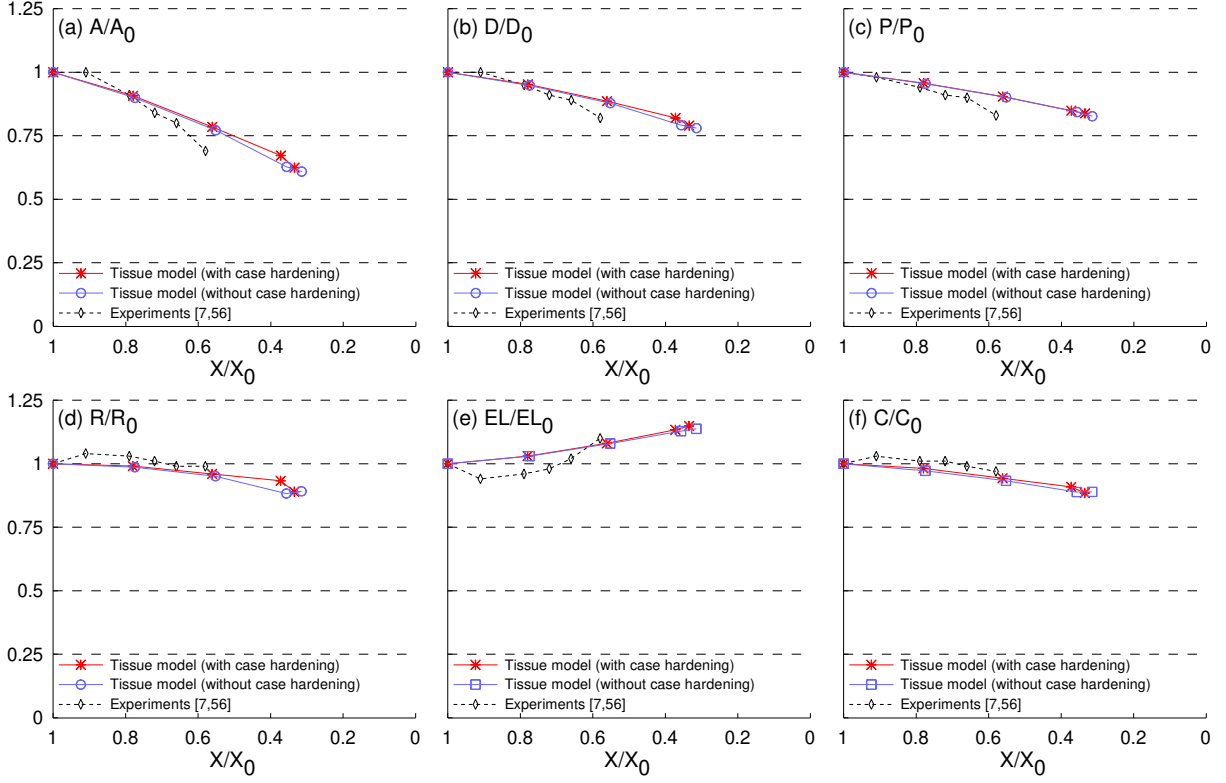 1.25
1
0.75
0.5
0.25
0
(a) A/A0
Tissue model (with case hardening)
Tissue model (without case hardening)
Experiments [7,56]
1 0.8 0.6 0.4 0.2 0
X/X0
(b) D/D0
Tissue model (with case hardening)
Tissue model (without case hardening)
Experiments [7,56]
1 0.8 0.6 0.4 0.2 0
X/X0
(c) P/P0
Tissue model (with case hardening)
Tissue model (without case hardening)
Experiments [7,56]
1 0.8 0.6 0.4 0.2 0
X/X0
1.25
1
0.75
0.5
0.25
0
(d) R/R0
Tissue model (with case hardening)
Tissue model (without case hardening)
Experiments [7,56]
1 0.8 0.6 0.4 0.2 0
X/X0
(e) EL/EL0
Tissue model (with case hardening)
Tissue model (without case hardening)
Experiments [7,56]
1 0.8 0.6 0.4 0.2 0
X/X0
(f) C/C0
Tissue model (with case hardening)
Tissue model (without case hardening)
Experiments [7,56]
1 0.8 0.6 0.4 0.2 0
X/X0